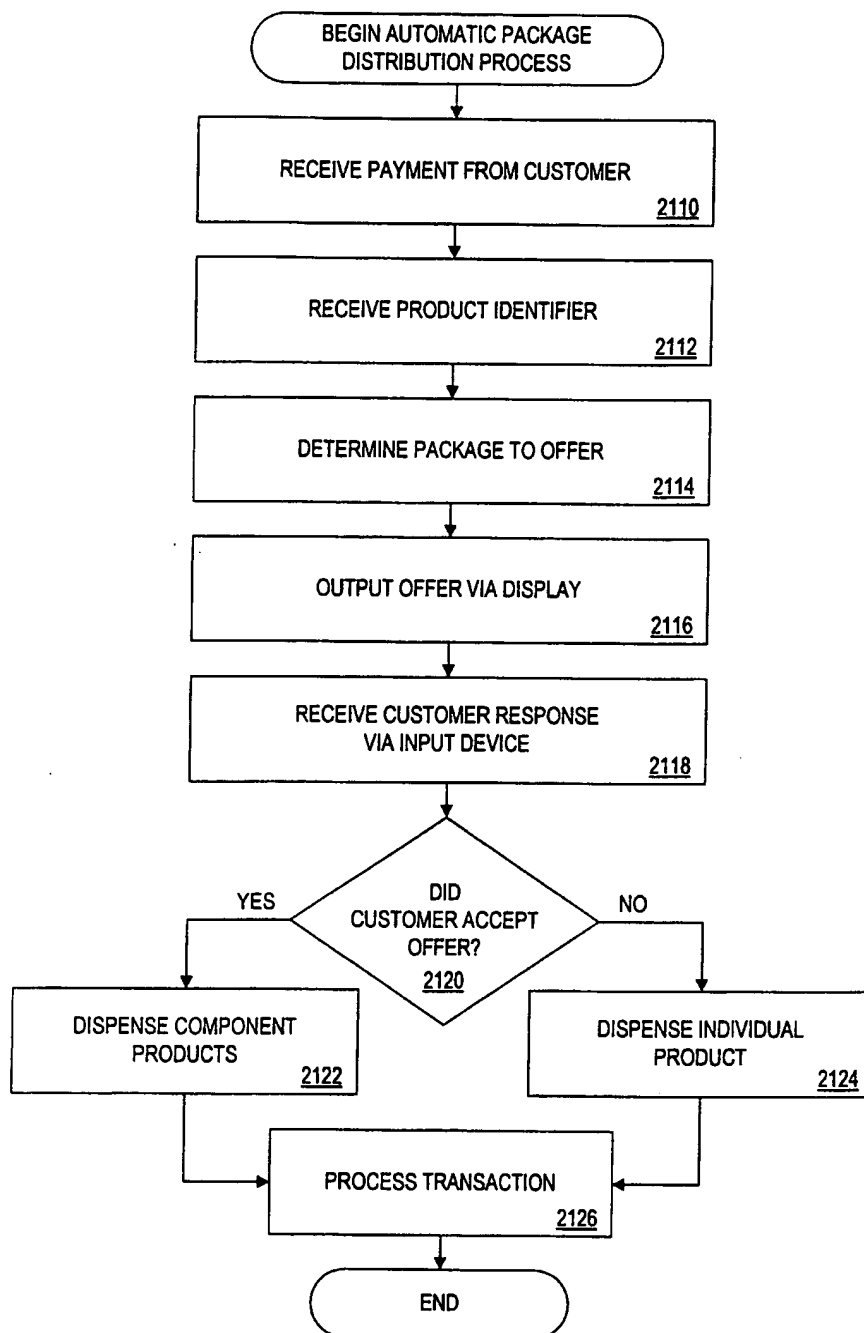 BEGIN AUTOMATIC PACKAGE
DISTRIBUTION PROCESS
RECEIVE PAYMENT FROM CUSTOMER
2110
RECEIVE PRODUCT IDENTIFIER
2112
DETERMINE PACKAGE TO OFFER
2114
OUTPUT OFFER VIA DISPLAY
2116
RECEIVE CUSTOMER RESPONSE
VIA INPUT DEVICE
2118
YES
DID
CUSTOMER ACCEPT
OFFER?
2120
NO
DISPENSE COMPONENT
PRODUCTS
2122
DISPENSE INDIVIDUAL
PRODUCT
2124
PROCESS TRANSACTION
2126
END